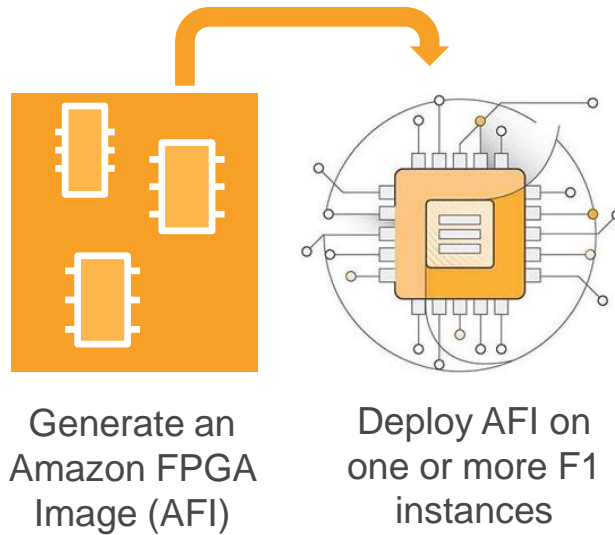 Generate an
Amazon FPGA
Image (AFI)
Deploy AFI on
one or more F1
instances